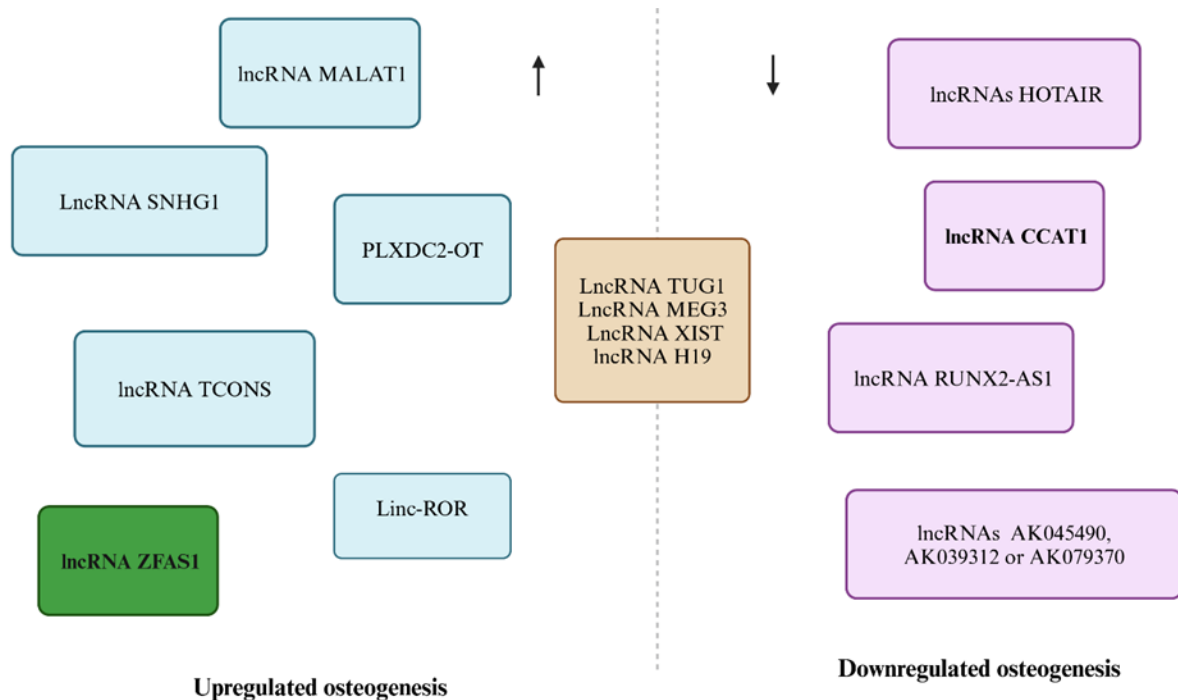 lncRNA MALAT1
LncRNA SNHG1
PLXDC2-OT
lncRNA TCONS
Linc-ROR
lncRNA ZFAS1
Upregulated osteogenesis
LncRNA TUG1
LncRNA MEG3
LncRNA XIST
lncRNA H19
lncRNAs HOTAIR
lncRNA CCAT1
lncRNA RUNX2-AS1
lncRNAs AK045490,
AK039312 or AK079370
Downregulated osteogenesis